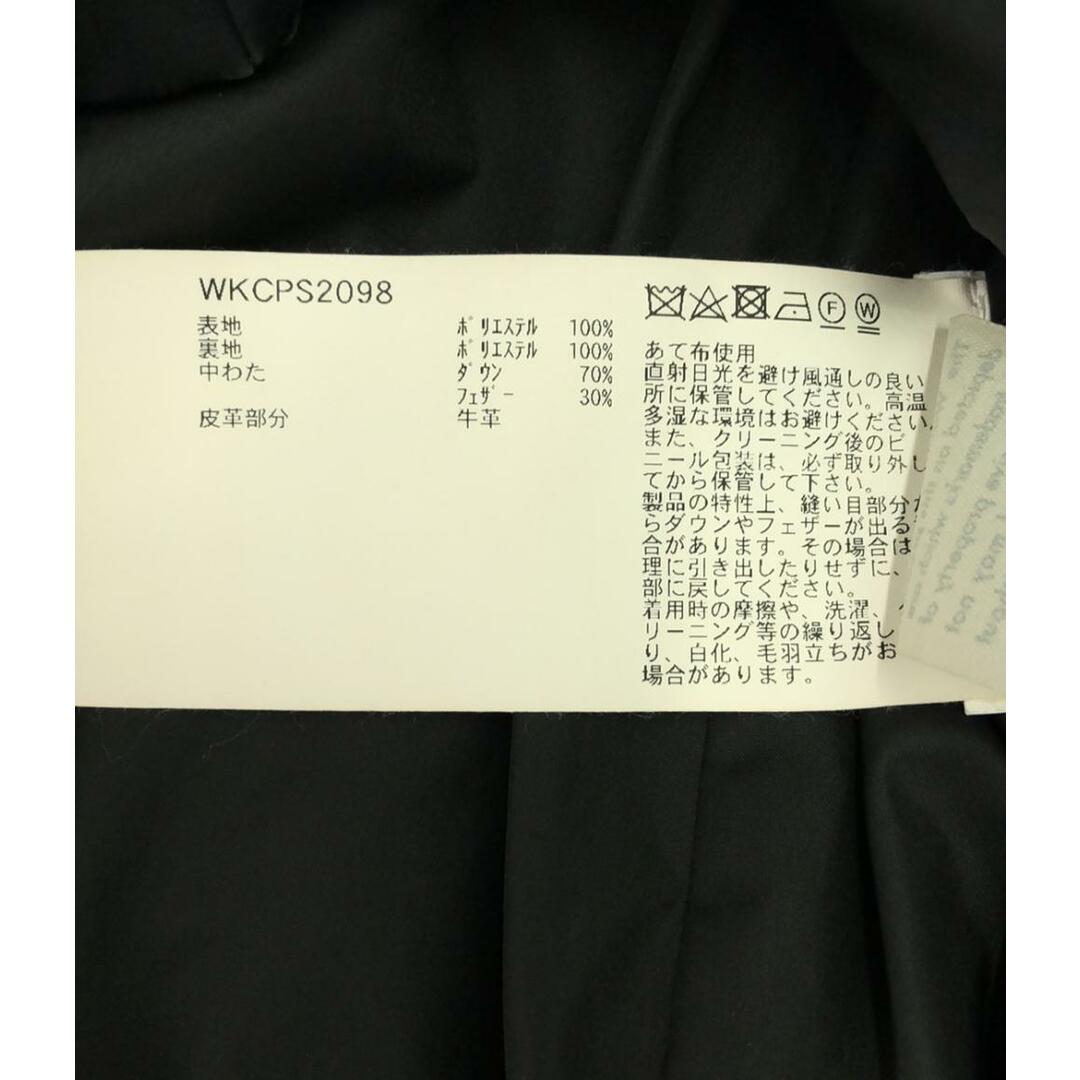 WKCPS2098
表地 ﾎﾟﾘｴｽﾃﾙ 100%
裏地 ﾎﾟﾘｴｽﾃﾙ 100%
中わた ﾀﾞｳﾝ 70%
ﾌｪｻﾞｰ 30%
皮革部分 牛革
F W
あて布使用
直射日光を避け風通しの良い
所に保管してください。高温
多湿な環境はお避けください。
また、クリーニング後のビ
ニール包装は、必ず取り外し
てから保管して下さい。
製品の特性上、縫い目部分か
らダウンやフェザーが出る
合があります。その場合は
理に引き出したりせずに、
部に戻してください。
着用時の摩擦や、洗濯、
リーニング等の繰り返し
り、白化、毛羽立ちがお
場合があります。
This
trademarks which
property of
may not